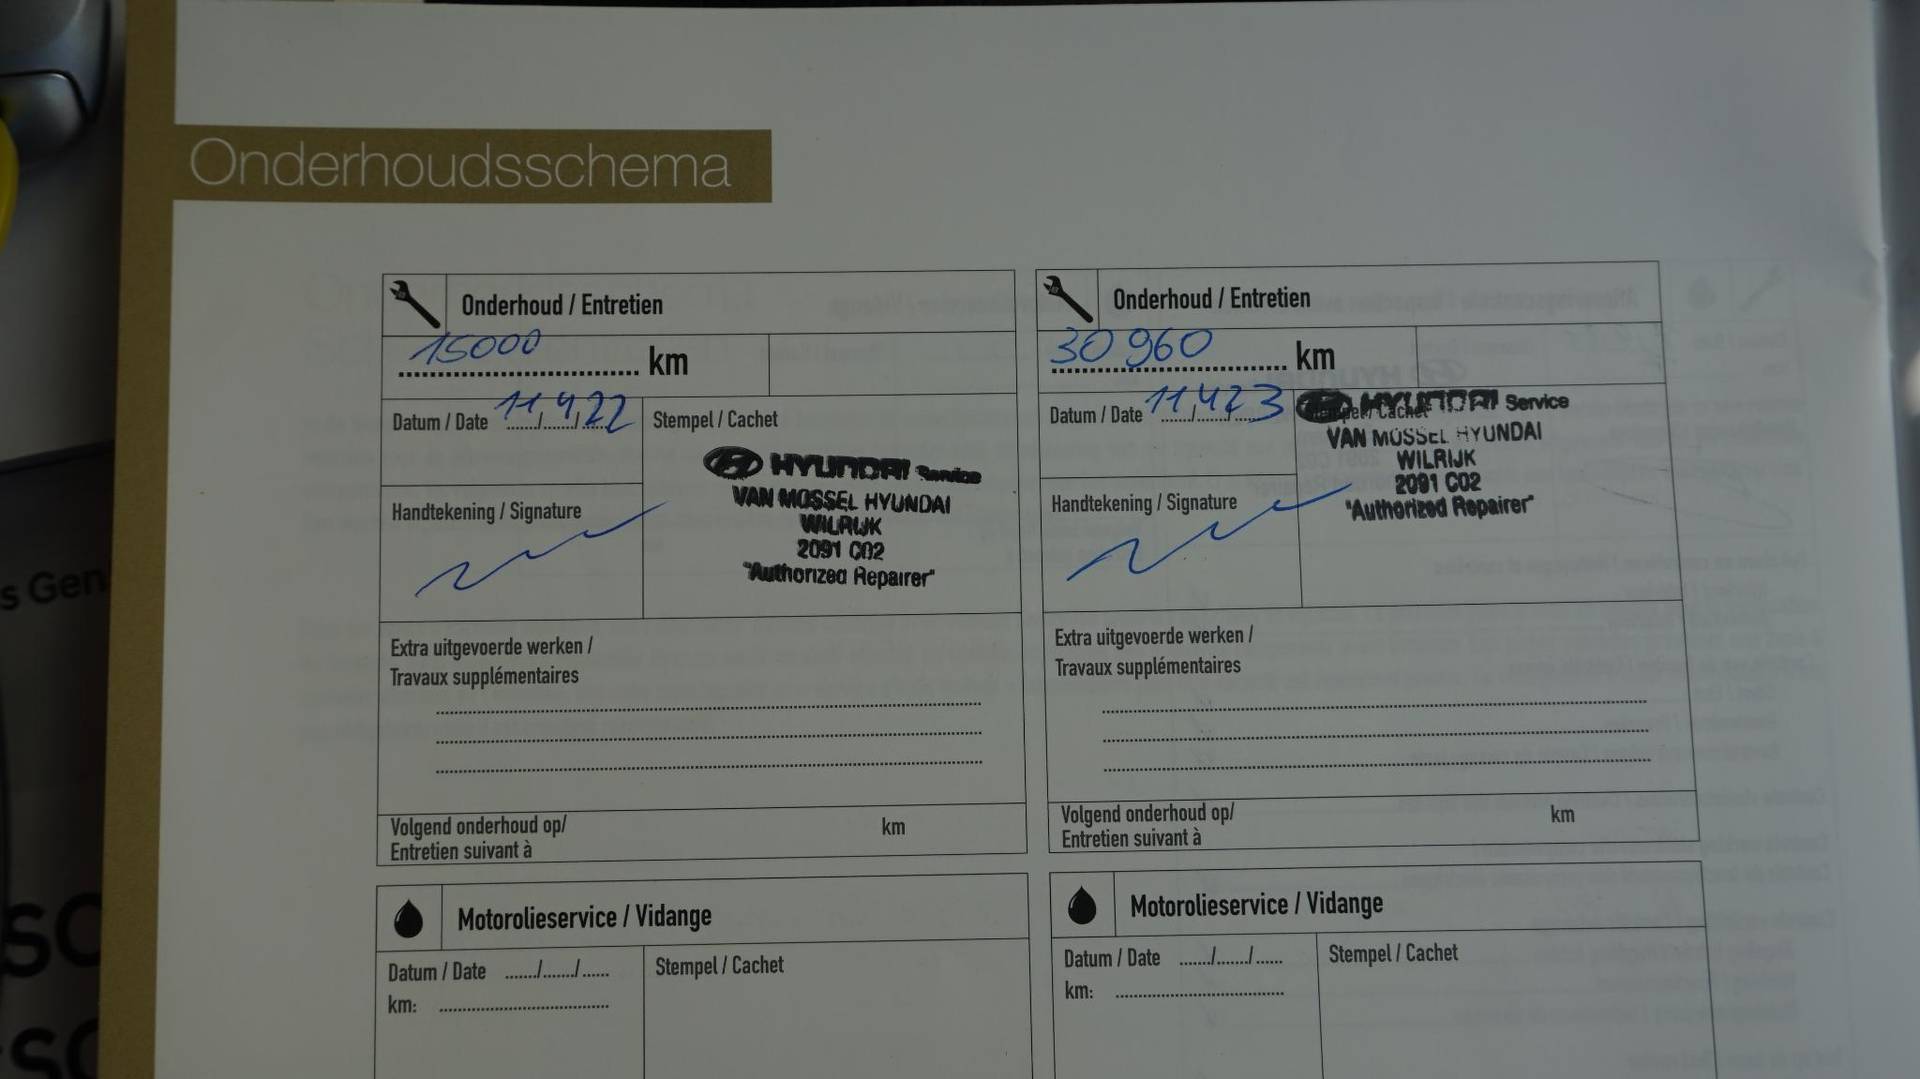 Onderhoudsschema
Onderhoud / Entretien
15000 km
Datum / Date 11/4/22
Stempel / Cachet
HYUNDAI Service
VAN MOSSEL HYUNDAI
WILRIJK
2091 C02
"Authorized Repairer"
Handtekening / Signature
Extra uitgevoerde werken /
Travaux supplémentaires
Volgend onderhoud op/ km
Entretien suivant à
Onderhoud / Entretien
30960 km
Datum / Date 11/4/23
Stempel / Cachet
HYUNDAI Service
VAN MOSSEL HYUNDAI
WILRIJK
2091 C02
"Authorized Repairer"
Handtekening / Signature
Extra uitgevoerde werken /
Travaux supplémentaires
Volgend onderhoud op/ km
Entretien suivant à
Motorolieservice / Vidange
Datum / Date ....../....../......
Stempel / Cachet
km:
Motorolieservice / Vidange
Datum / Date ....../....../......
Stempel / Cachet
km:
s Gen